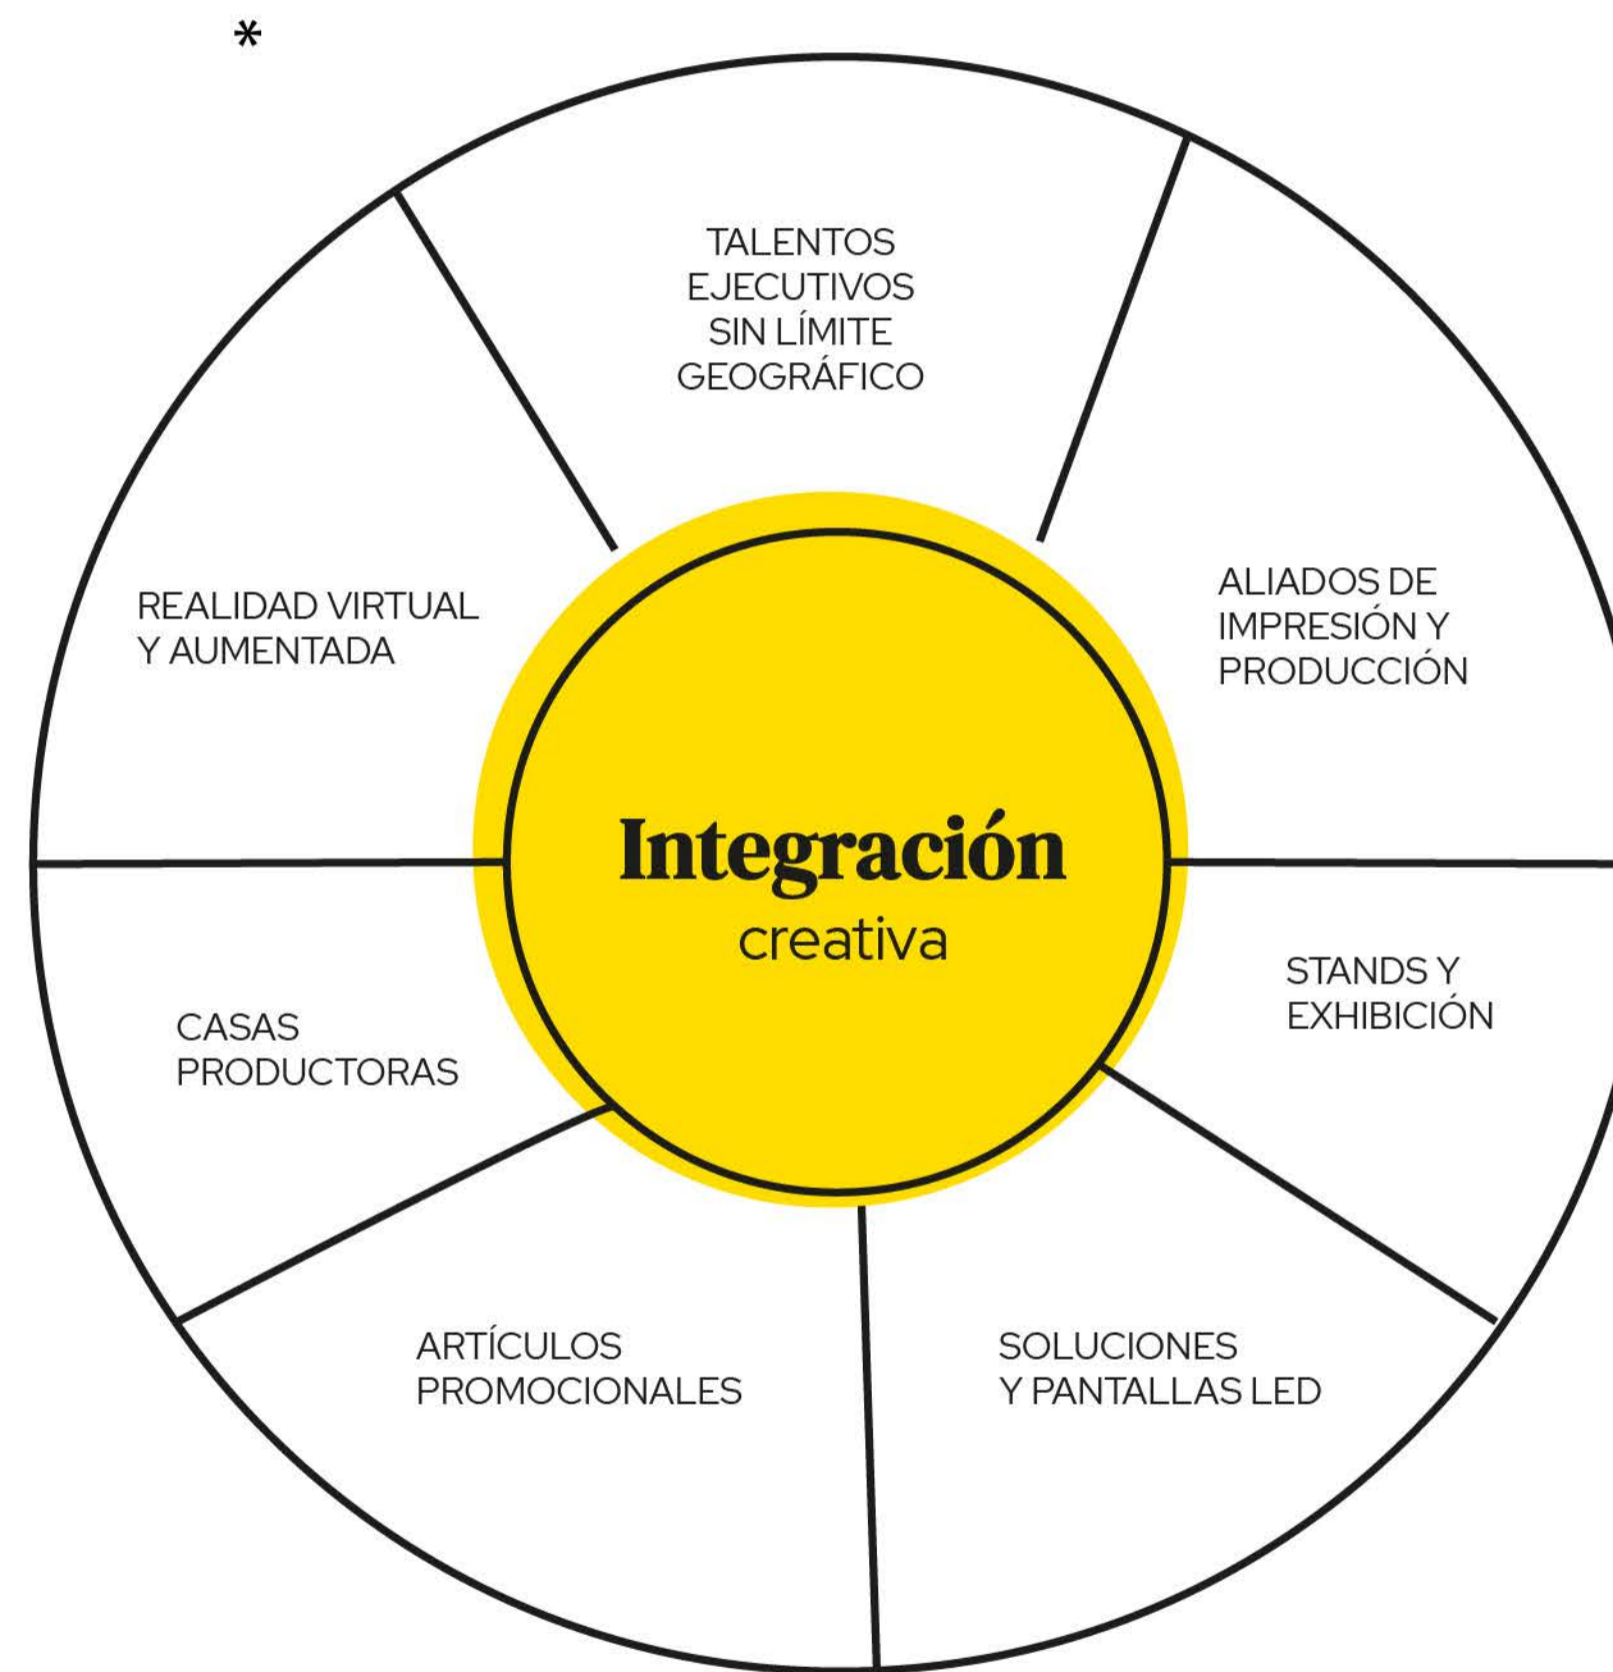 *
TALENTOS
EJECUTIVOS
SIN LÍMITE
GEOGRÁFICO
ALIADOS DE
IMPRESIÓN Y
PRODUCCIÓN
REALIDAD VIRTUAL
Y AUMENTADA
Integración
creativa
STANDS Y
EXHIBICIÓN
CASAS
PRODUCTORAS
ARTÍCULOS
PROMOCIONALES
SOLUCIONES
Y PANTALLAS LED